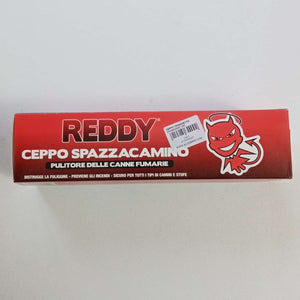 REDDY®
CEPPO SPAZZACAMINO
PULITORE DELLE CANNE FUMARIE
DISTRUGGE LA FULIGGINE - PREVIENE GLI INCENDI - SICURO PER TUTTI I TIPI DI CAMINI E STUFE